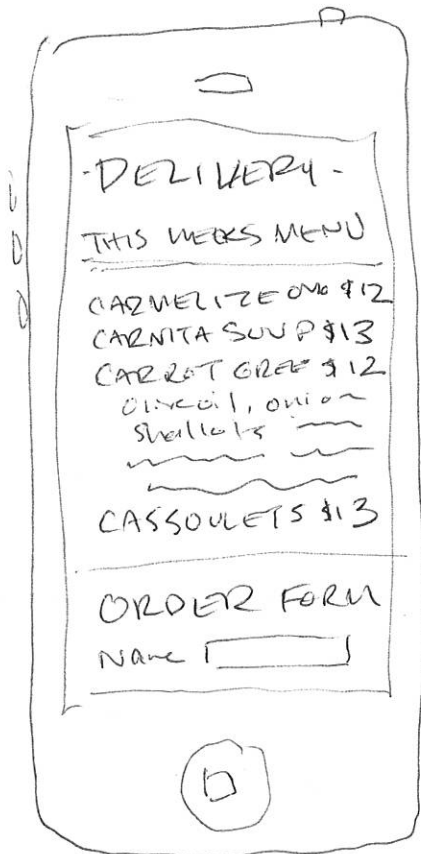 -DELIVERY-
THIS WEEKS MENU
CARMELIZE ONO $12
CARNITA SOUP $13
CARROT GREE $12
olive oil, onion
shallots
CASSOULETS $13
ORDER FORM
Name